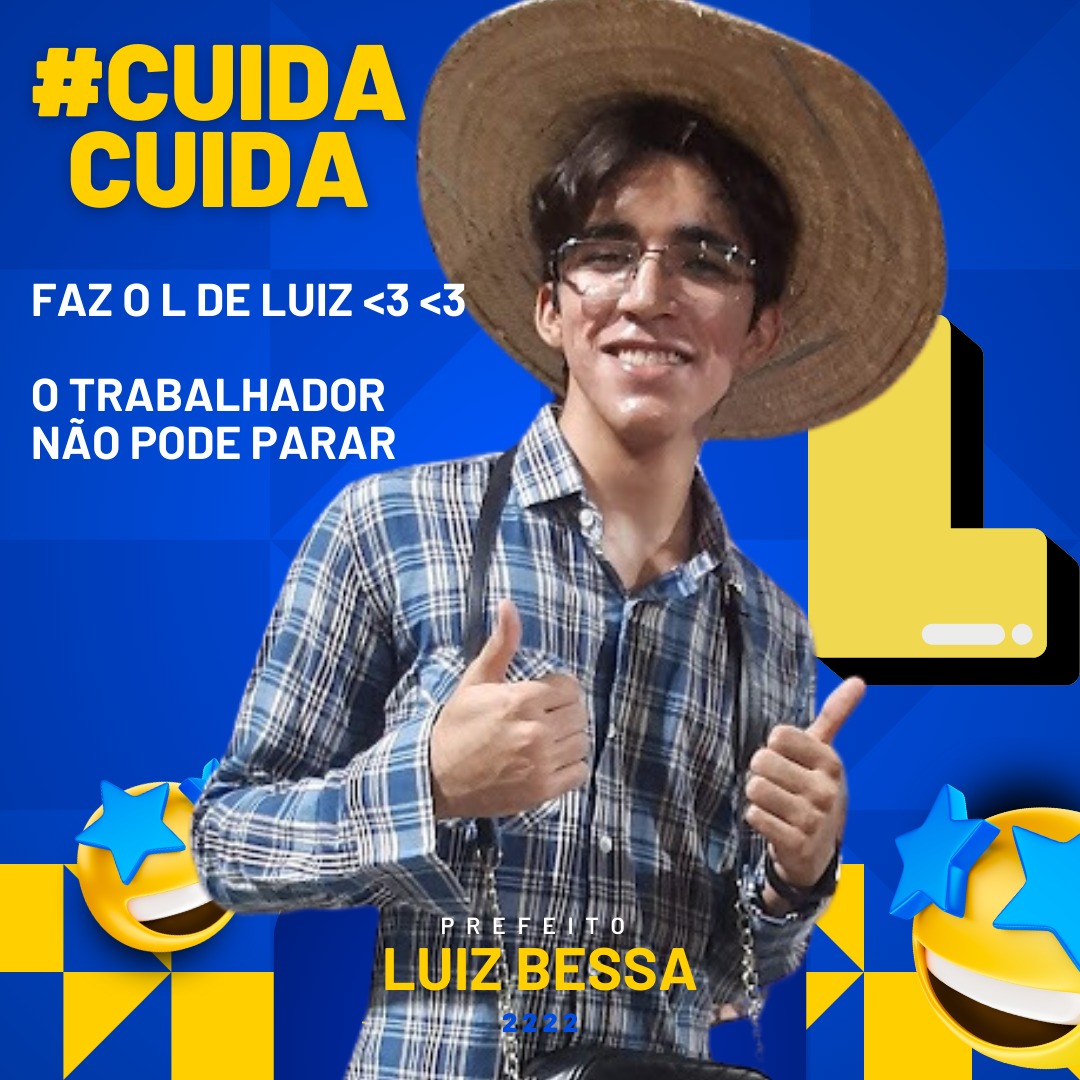 #CUIDA
CUIDA
FAZ O L DE LUIZ <3 <3
O TRABALHADOR
NÃO PODE PARAR
L
PREFEITO
LUIZ BESSA
2222